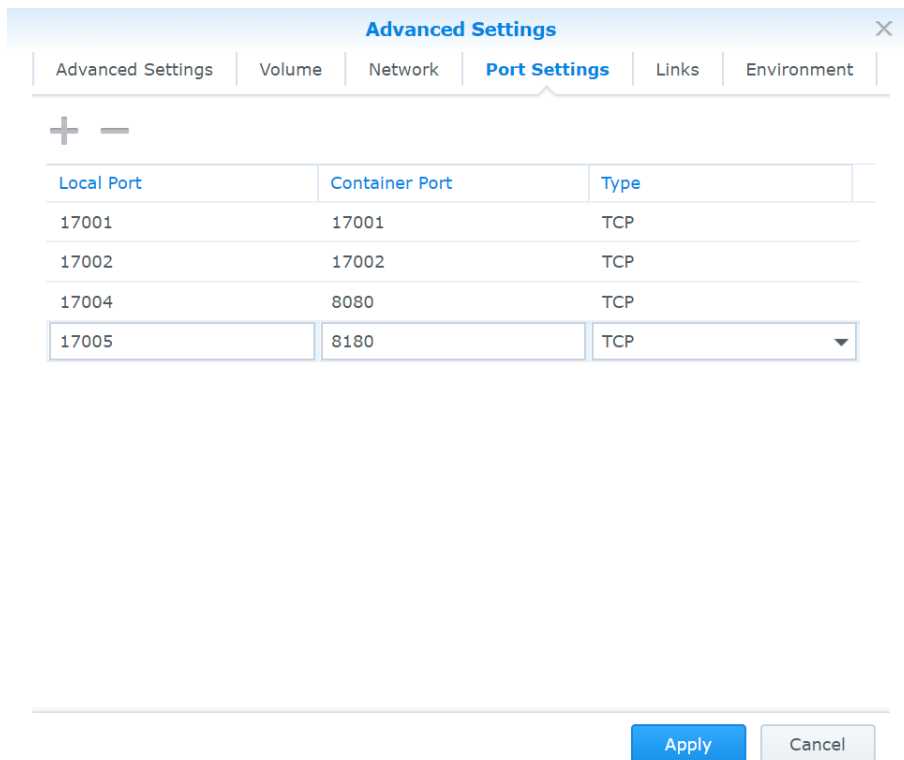 Advanced Settings
Advanced Settings Volume Network Port Settings Links Environment
Local Port Container Port Type
17001 17001 TCP
17002 17002 TCP
17004 8080 TCP
17005 8180 TCP
Apply Cancel